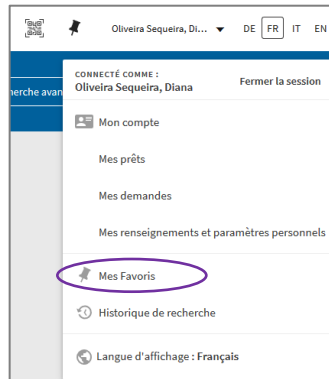 Oliveira Sequeira, Di... DE FR IT EN
herche avan
CONNECTÉ COMME :
Oliveira Sequeira, Diana
Fermer la session
Mon compte
Mes prêts
Mes demandes
Mes renseignements et paramètres personnels
Mes Favoris
Historique de recherche
Langue d'affichage : Français